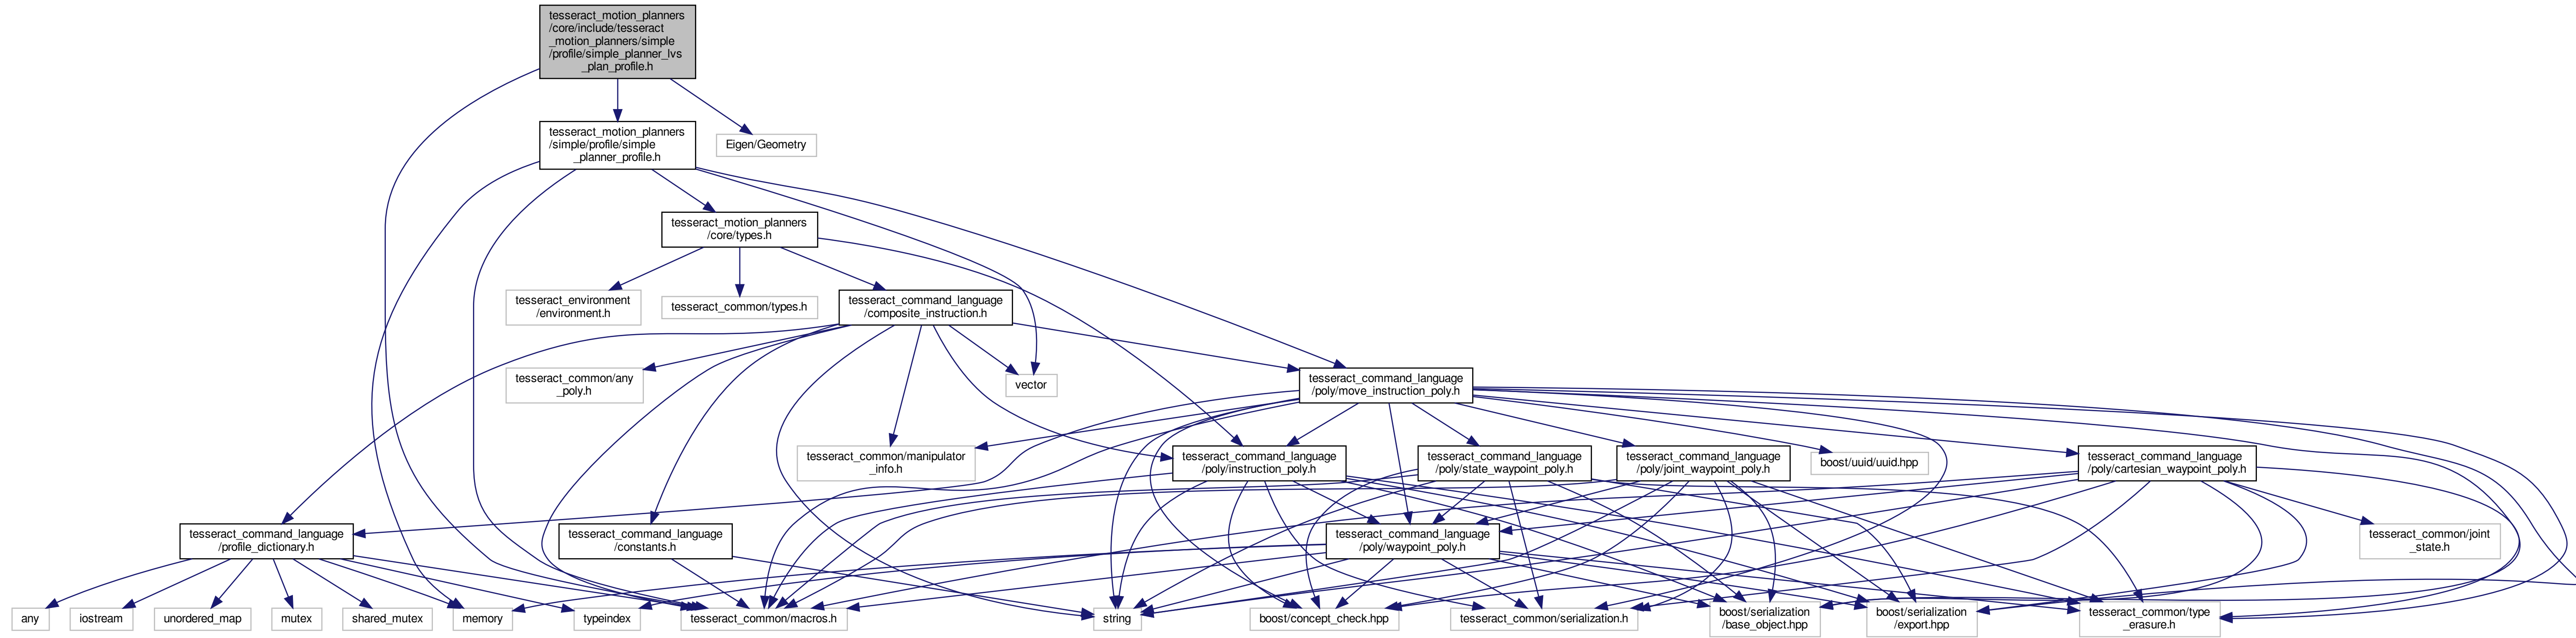 tesseract_motion_planners
/core/include/tesseract
_motion_planners/simple
/profile/simple_planner_lvs
_plan_profile.h
tesseract_motion_planners
/simple/profile/simple
_planner_profile.h
Eigen/Geometry
tesseract_motion_planners
/core/types.h
tesseract_environment
/environment.h
tesseract_common/types.h
tesseract_command_language
/composite_instruction.h
tesseract_common/any
_poly.h
vector
tesseract_command_language
/poly/move_instruction_poly.h
tesseract_common/manipulator
_info.h
tesseract_command_language
/poly/instruction_poly.h
tesseract_command_language
/poly/state_waypoint_poly.h
tesseract_command_language
/poly/joint_waypoint_poly.h
boost/uuid/uuid.hpp
tesseract_command_language
/poly/cartesian_waypoint_poly.h
tesseract_command_language
/profile_dictionary.h
tesseract_command_language
/constants.h
tesseract_command_language
/poly/waypoint_poly.h
tesseract_common/joint
_state.h
any
iostream
unordered_map
mutex
shared_mutex
memory
typeindex
tesseract_common/macros.h
string
boost/concept_check.hpp
tesseract_common/serialization.h
boost/serialization
/base_object.hpp
boost/serialization
/export.hpp
tesseract_common/type
_erasure.h